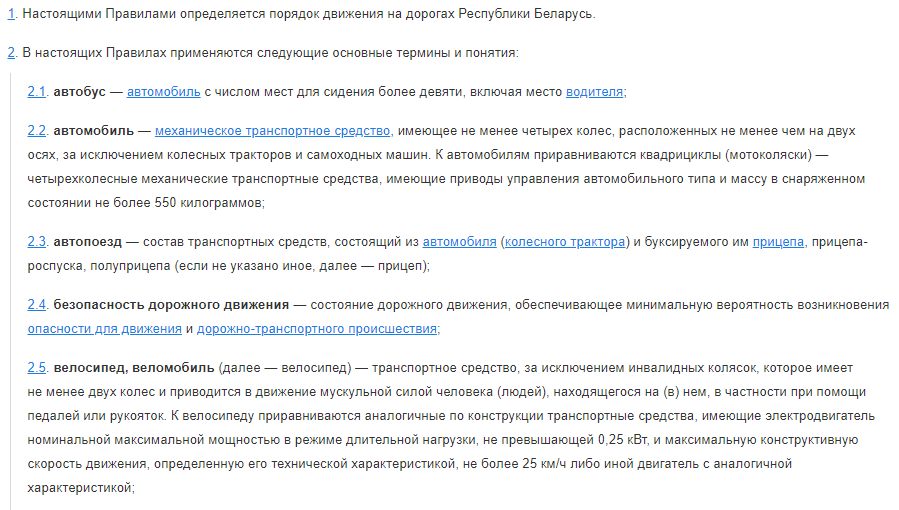 1. Настоящими Правилами определяется порядок движения на дорогах Республики Беларусь.
2. В настоящих Правилах применяются следующие основные термины и понятия:
2.1. автобус — автомобиль с числом мест для сидения более девяти, включая место водителя;
2.2. автомобиль — механическое транспортное средство, имеющее не менее четырех колес, расположенных не менее чем на двух
осях, за исключением колесных тракторов и самоходных машин. К автомобилям приравниваются квадрициклы (мотоколяски) —
четырехколесные механические транспортные средства, имеющие приводы управления автомобильного типа и массу в снаряженном
состоянии не более 550 килограммов;
2.3. автопоезд — состав транспортных средств, состоящий из автомобиля (колесного трактора) и буксируемого им прицепа, прицепа-
роспуска, полуприцепа (если не указано иное, далее — прицеп);
2.4. безопасность дорожного движения — состояние дорожного движения, обеспечивающее минимальную вероятность возникновения
опасности для движения и дорожно-транспортного происшествия;
2.5. велосипед, веломобиль (далее — велосипед) — транспортное средство, за исключением инвалидных колясок, которое имеет
не менее двух колес и приводится в движение мускульной силой человека (людей), находящегося на (в) нем, в частности при помощи
педалей или рукояток. К велосипеду приравниваются аналогичные по конструкции транспортные средства, имеющие электродвигатель
номинальной максимальной мощностью в режиме длительной нагрузки, не превышающей 0,25 кВт, и максимальную конструктивную
скорость движения, определенную его технической характеристикой, не более 25 км/ч либо иной двигатель с аналогичной
характеристикой;